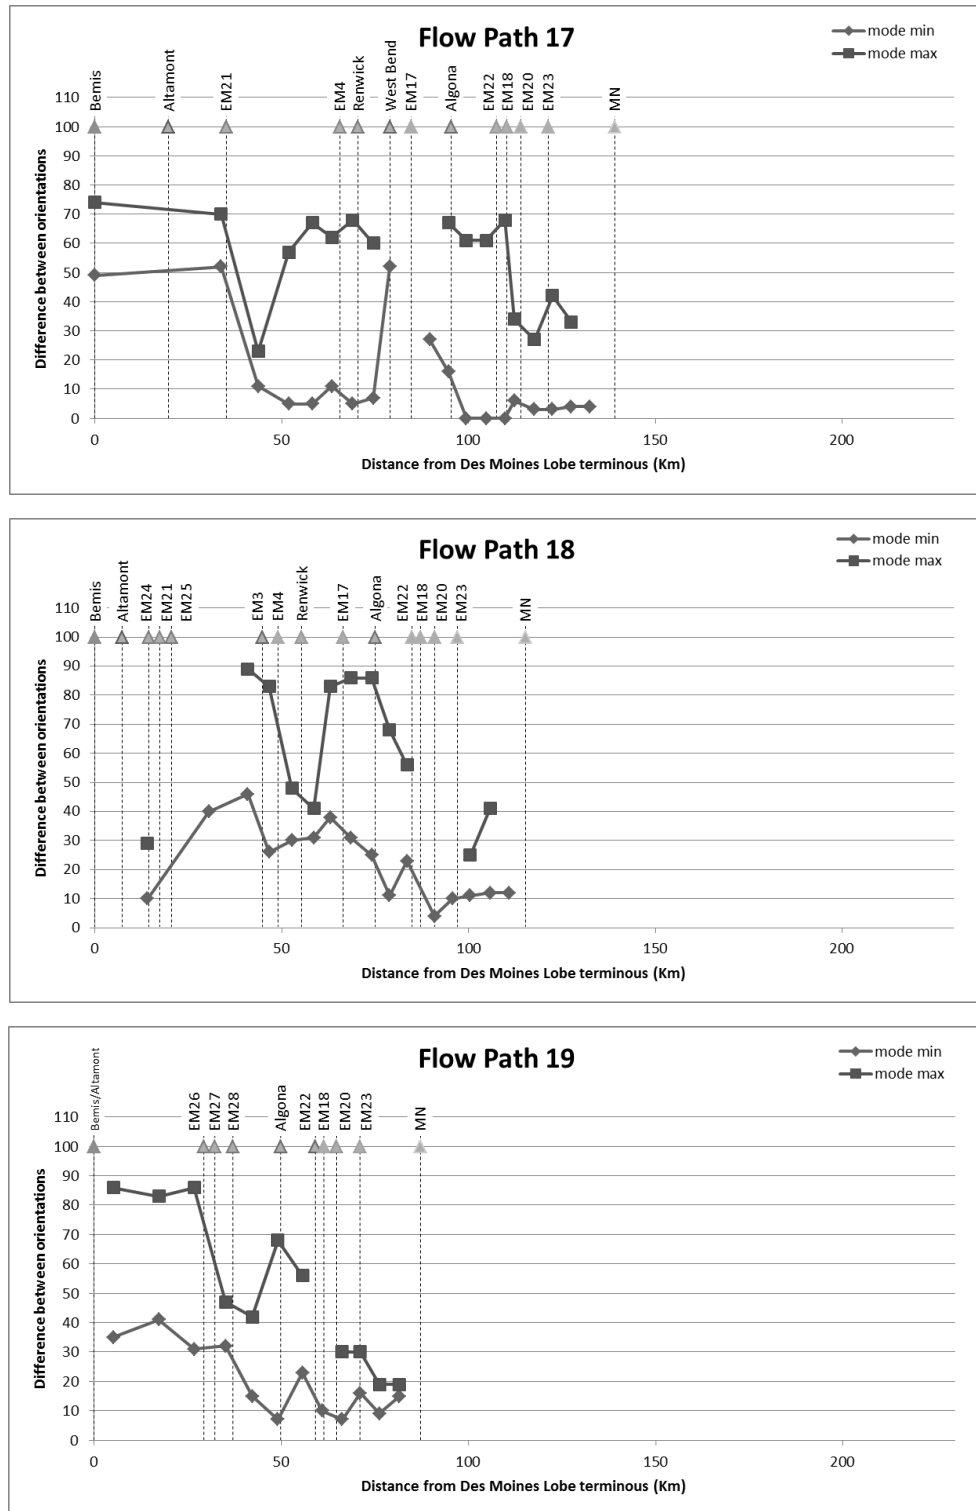 Flow Path 17
mode min
mode max
Bemis
Altamont
EM21
EM4
Renwick
West Bend
EM17
Algona
EM22
EM18
EM20
EM23
MN
Difference between orientations
110
100
90
80
70
60
50
40
30
20
10
0
0 50 100 150 200
Distance from Des Moines Lobe terminous (Km)
Flow Path 18
mode min
mode max
Bemis
Altamont
EM24
EM21
EM25
EM3
EM4
Renwick
EM17
Algona
EM22
EM18
EM20
EM23
MN
Difference between orientations
110
100
90
80
70
60
50
40
30
20
10
0
0 50 100 150 200
Distance from Des Moines Lobe terminous (Km)
Flow Path 19
mode min
mode max
Bemis/Altamont
EM26
EM27
EM28
Algona
EM22
EM18
EM20
EM23
MN
Difference between orientations
110
100
90
80
70
60
50
40
30
20
10
0
0 50 100 150 200
Distance from Des Moines Lobe terminous (Km)